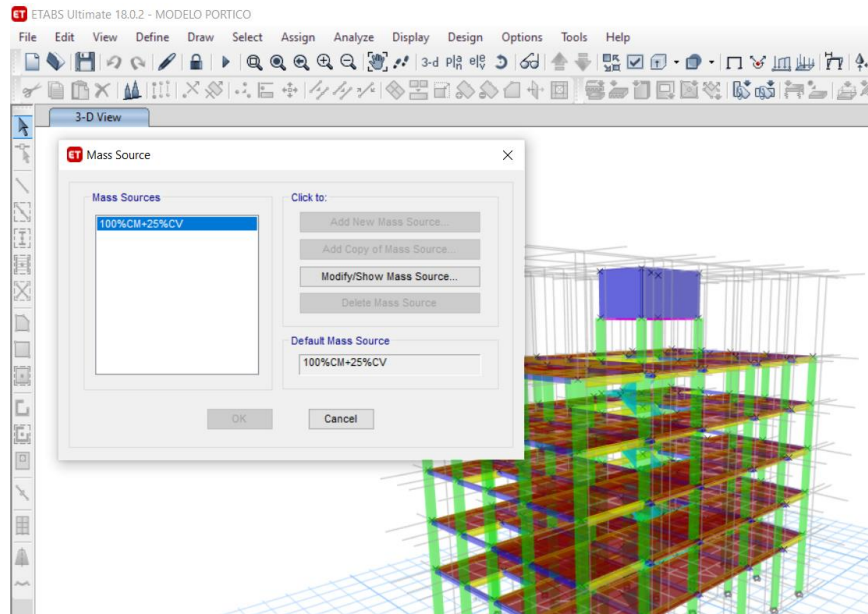 ET ETABS Ultimate 18.0.2 - MODELO PORTICO
File Edit View Define Draw Select Assign Analyze Display Design Options Tools Help
3-d
3-D View
ET Mass Source
Mass Sources
100%CM+25%CV
Click to:
Add New Mass Source...
Add Copy of Mass Source...
Modify/Show Mass Source...
Delete Mass Source
Default Mass Source
100%CM+25%CV
OK Cancel